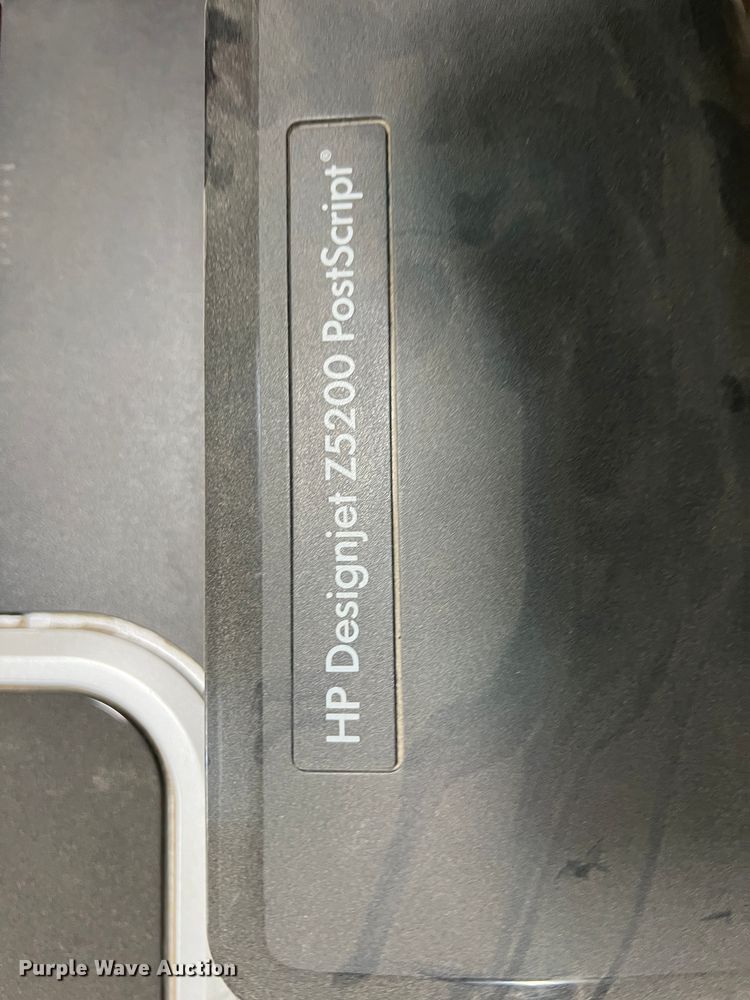 HP Designjet Z5200 PostScript®
Purple Wave Auction